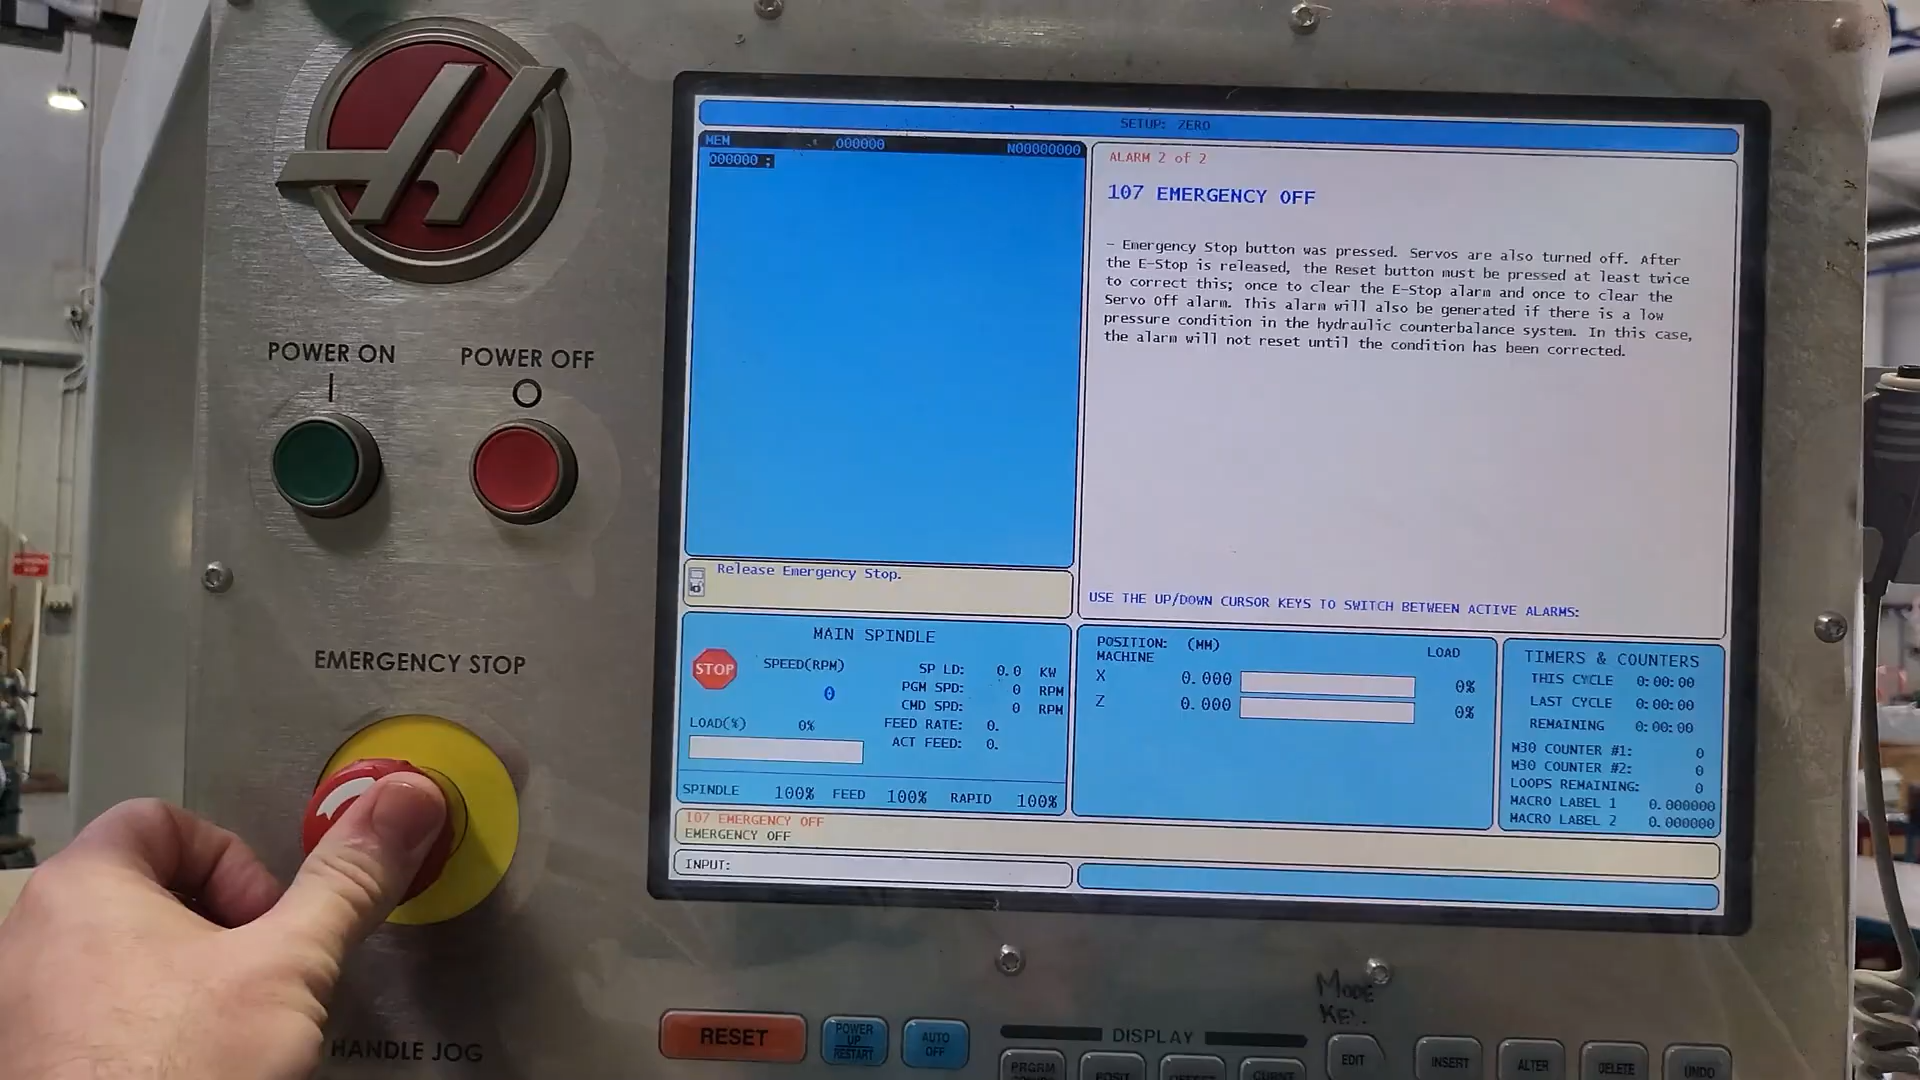 SETUP: ZERO
MEM 000000 N00000000
000000 ;
ALARM 2 of 2
107 EMERGENCY OFF
- Emergency Stop button was pressed. Servos are also turned off. After
the E-Stop is released, the Reset button must be pressed at least twice
to correct this; once to clear the E-Stop alarm and once to clear the
Servo Off alarm. This alarm will also be generated if there is a low
pressure condition in the hydraulic counterbalance system. In this case,
the alarm will not reset until the condition has been corrected.
USE THE UP/DOWN CURSOR KEYS TO SWITCH BETWEEN ACTIVE ALARMS:
POWER ON
POWER OFF
Release Emergency Stop.
EMERGENCY STOP
MAIN SPINDLE
STOP
SPEED(RPM)
0
SP LD: 0.0 KW
PGM SPD: 0 RPM
CMD SPD: 0 RPM
LOAD(%) 0%
FEED RATE: 0.
ACT FEED: 0.
SPINDLE 100% FEED 100% RAPID 100%
POSITION: (MM)
MACHINE
LOAD
X 0.000 0%
Z 0.000 0%
TIMERS & COUNTERS
THIS CYCLE 0:00:00
LAST CYCLE 0:00:00
REMAINING 0:00:00
M30 COUNTER #1: 0
M30 COUNTER #2: 0
LOOPS REMAINING: 0
MACRO LABEL 1 0.000000
MACRO LABEL 2 0.000000
107 EMERGENCY OFF
EMERGENCY OFF
INPUT:
MODE
KEY.
HANDLE JOG
RESET
POWER
UP
RESTART
AUTO
OFF
DISPLAY
PRGRM
POSIT
EDIT
INSERT
ALTER
DELETE
UNDO